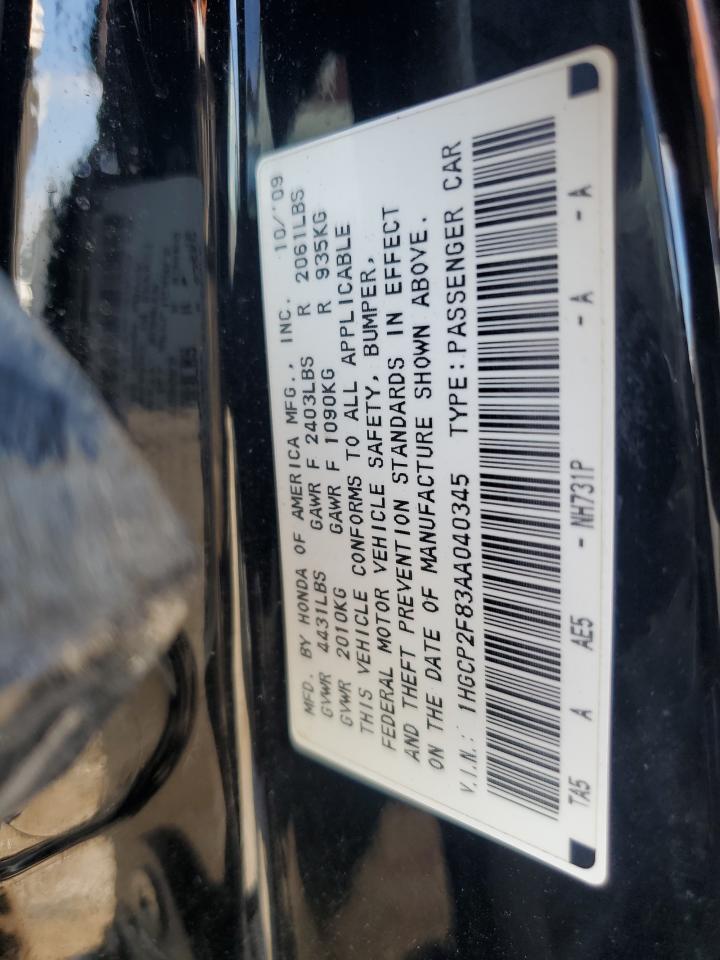 MFD. BY HONDA OF AMERICA MFG., INC. 10/'09
GVWR 4431LBS GAWR F 2403LBS R 2061LBS
GVWR 2010KG GAWR F 1090KG R 935KG
THIS VEHICLE CONFORMS TO ALL APPLICABLE
FEDERAL MOTOR VEHICLE SAFETY, BUMPER,
AND THEFT PREVENTION STANDARDS IN EFFECT
ON THE DATE OF MANUFACTURE SHOWN ABOVE.
V.I.N.: 1HGCP2F83AA040345 TYPE:PASSENGER CAR
TA5 A AE5 - NH731P - A - A